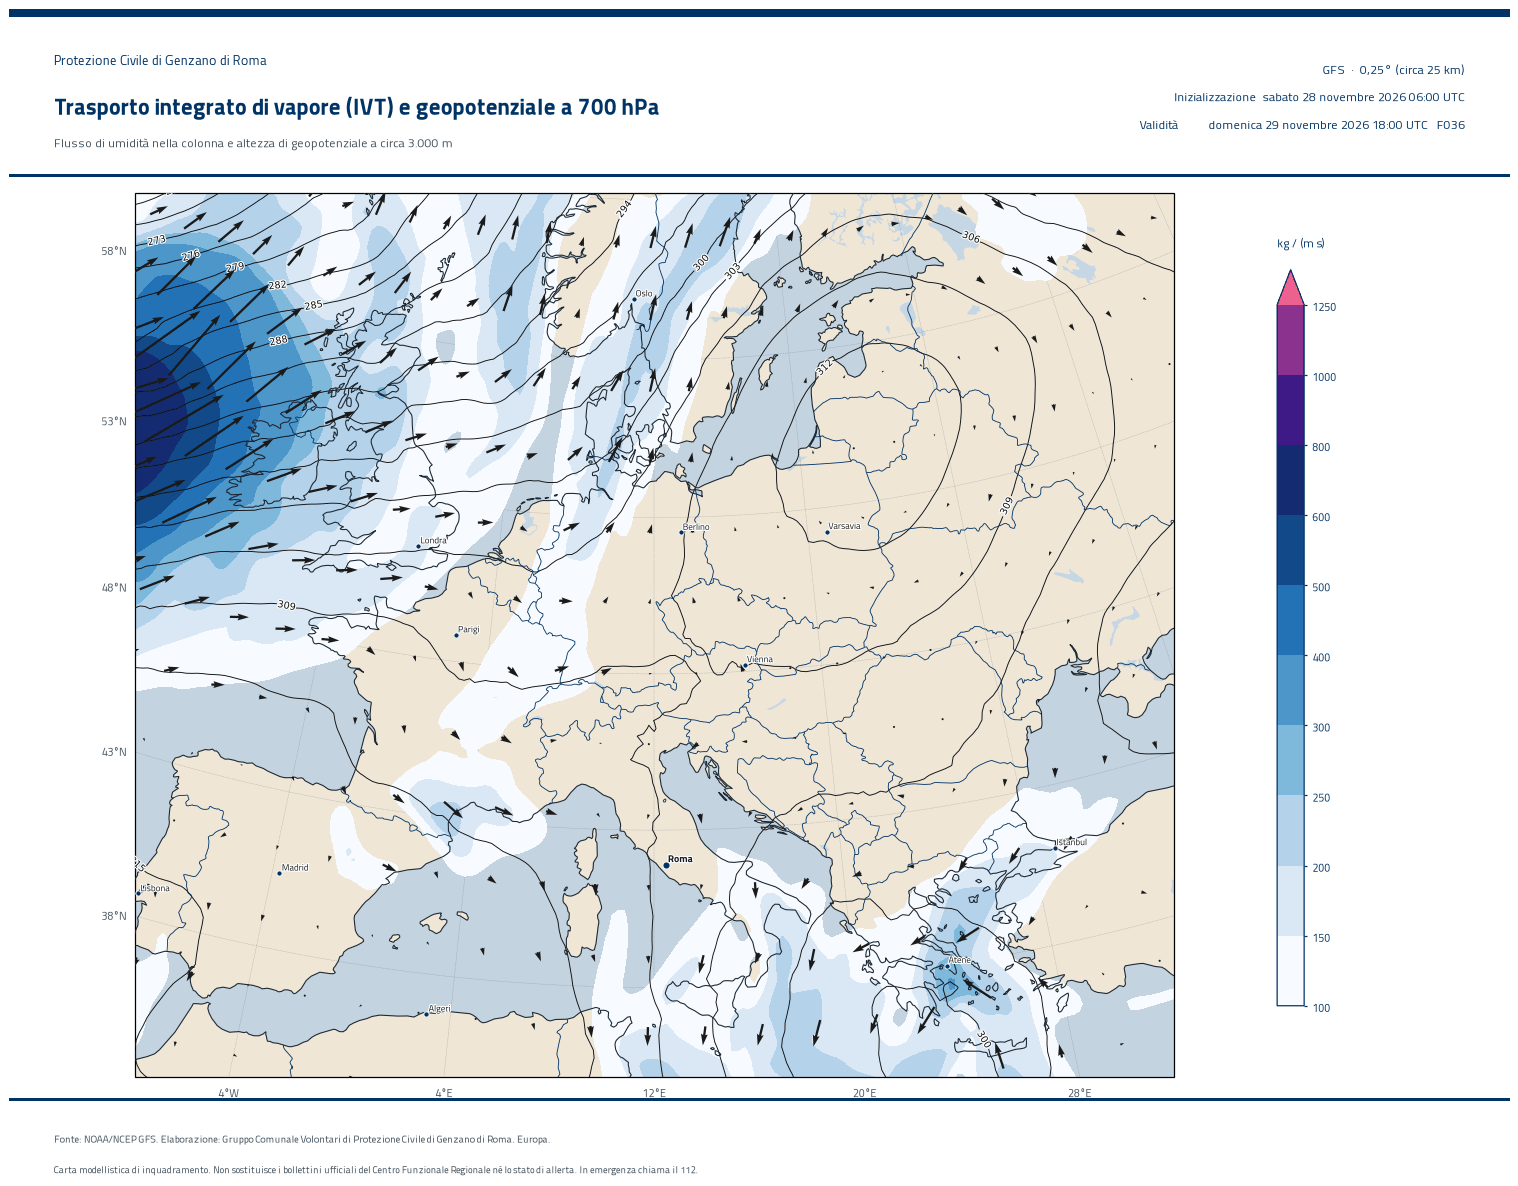 Protezione Civile di Genzano di Roma
Trasporto integrato di vapore (IVT) e geopotenziale a 700 hPa
Flusso di umidità nella colonna e altezza di geopotenziale a circa 3.000 m
GFS · 0,25° (circa 25 km)
Inizializzazione sabato 28 novembre 2026 06:00 UTC
Validità domenica 29 novembre 2026 18:00 UTC F036
kg / (m s)
1250
1000
800
600
500
400
300
250
200
150
100
58°N
53°N
48°N
43°N
38°N
4°W
4°E
12°E
20°E
28°E
273
276
279
282
285
288
294
300
303
306
309
312
309
300
Oslo
Londra
Berlino
Varsavia
Parigi
Vienna
Madrid
Lisbona
Roma
Istanbul
Atene
Algeri
Fonte: NOAA/NCEP GFS. Elaborazione: Gruppo Comunale Volontari di Protezione Civile di Genzano di Roma. Europa.
Carta modellistica di inquadramento. Non sostituisce i bollettini ufficiali del Centro Funzionale Regionale né lo stato di allerta. In emergenza chiama il 112.